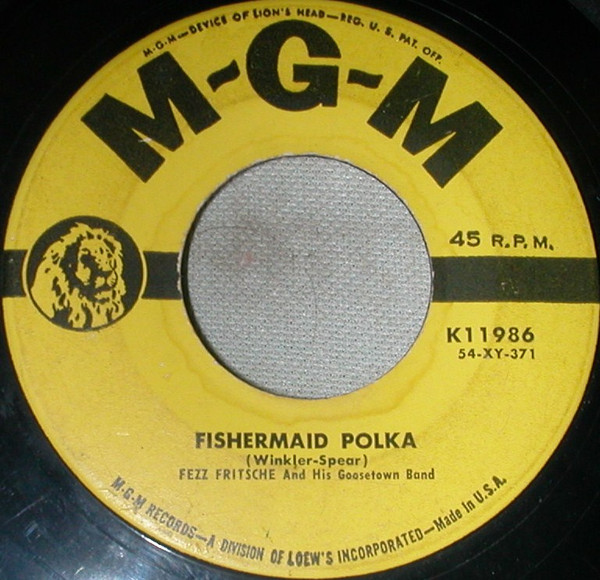 M-G-M—DEVICE OF LION'S HEAD—REG. U. S. PAT. OFF.
M-G-M
45 R.P.M.
K11986
54-XY-371
FISHERMAID POLKA
(Winkler-Spear)
FEZZ FRITSCHE And His Goosetown Band
M-G-M RECORDS—A DIVISION OF LOEW'S INCORPORATED—Made in U.S.A.